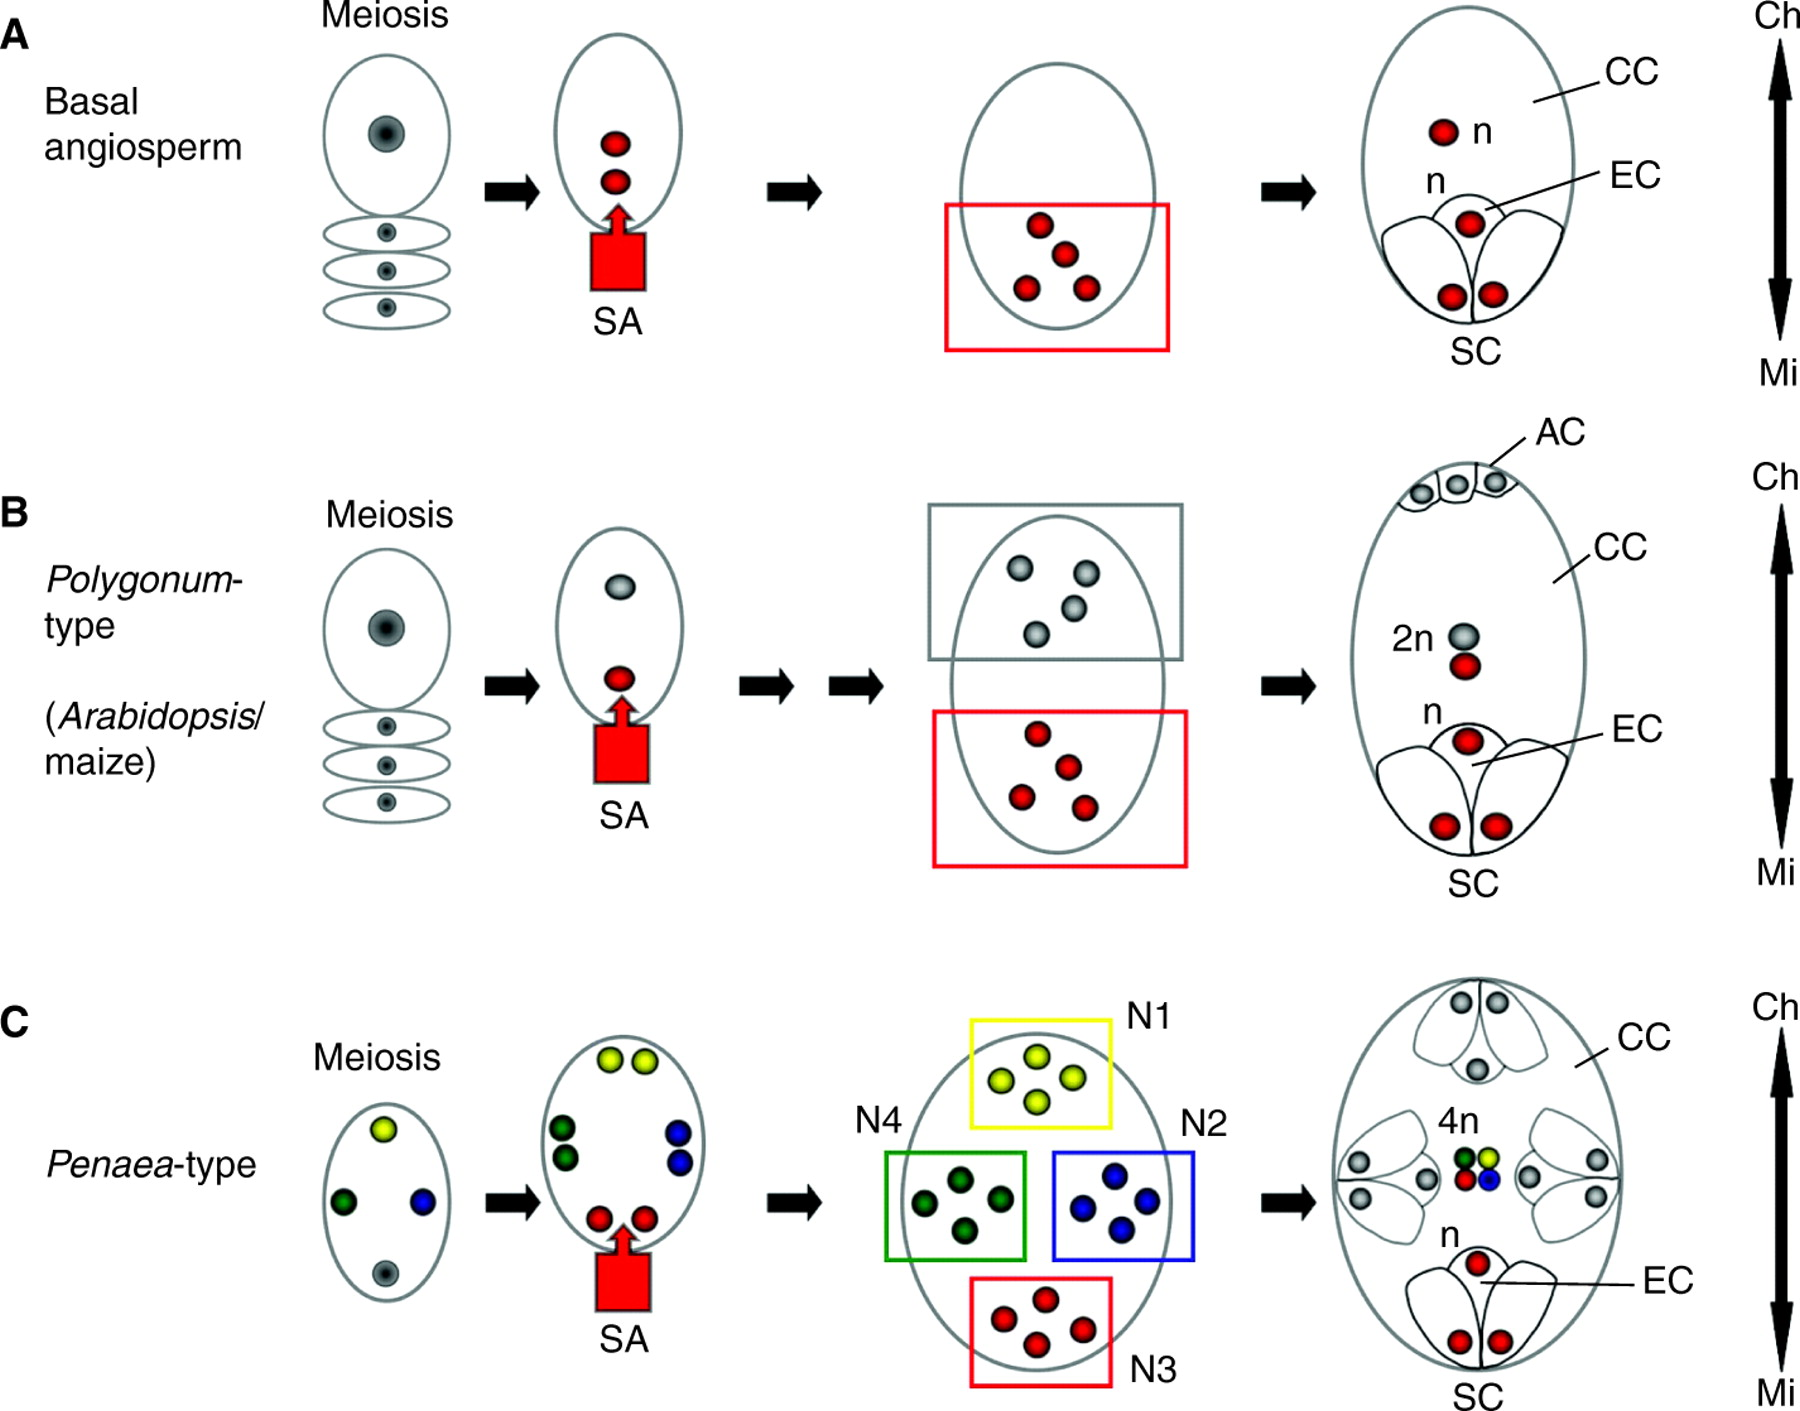 A
Meiosis
Ch
Basal
angiosperm
CC
n
EC
n
SA
SC
Mi
AC
B
Meiosis
Ch
Polygonum-
type
CC
2n
(Arabidopsis/
maize)
n
EC
SA
SC
Mi
C
Meiosis
N1
Ch
CC
N4
N2
4n
Penaea-type
n
EC
SA
N3
SC
Mi